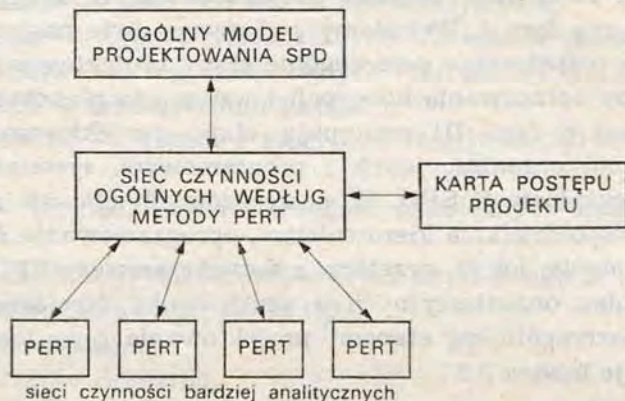 OGÓLNY MODEL
PROJEKTOWANIA SPD
SIEĆ CZYNNOŚCI
OGÓLNYCH WEDŁUG
METODY PERT
KARTA POSTĘPU
PROJEKTU
PERT
PERT
PERT
PERT
sieci czynności bardziej analitycznych